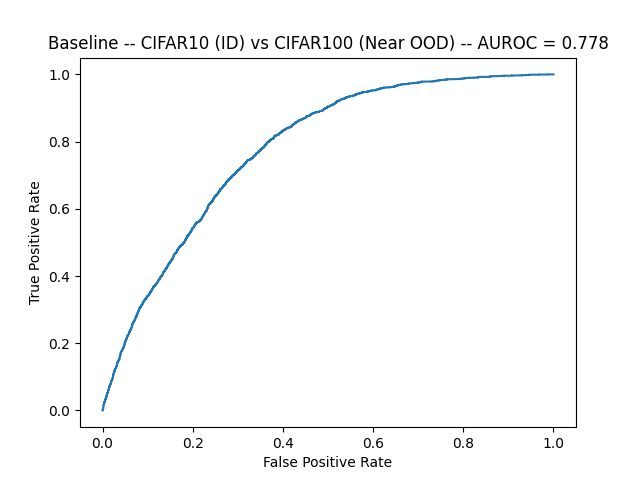 Baseline -- CIFAR10 (ID) vs CIFAR100 (Near OOD) -- AUROC = 0.778
1.0
0.8
0.6
0.4
0.2
0.0
True Positive Rate
0.0 0.2 0.4 0.6 0.8 1.0
False Positive Rate